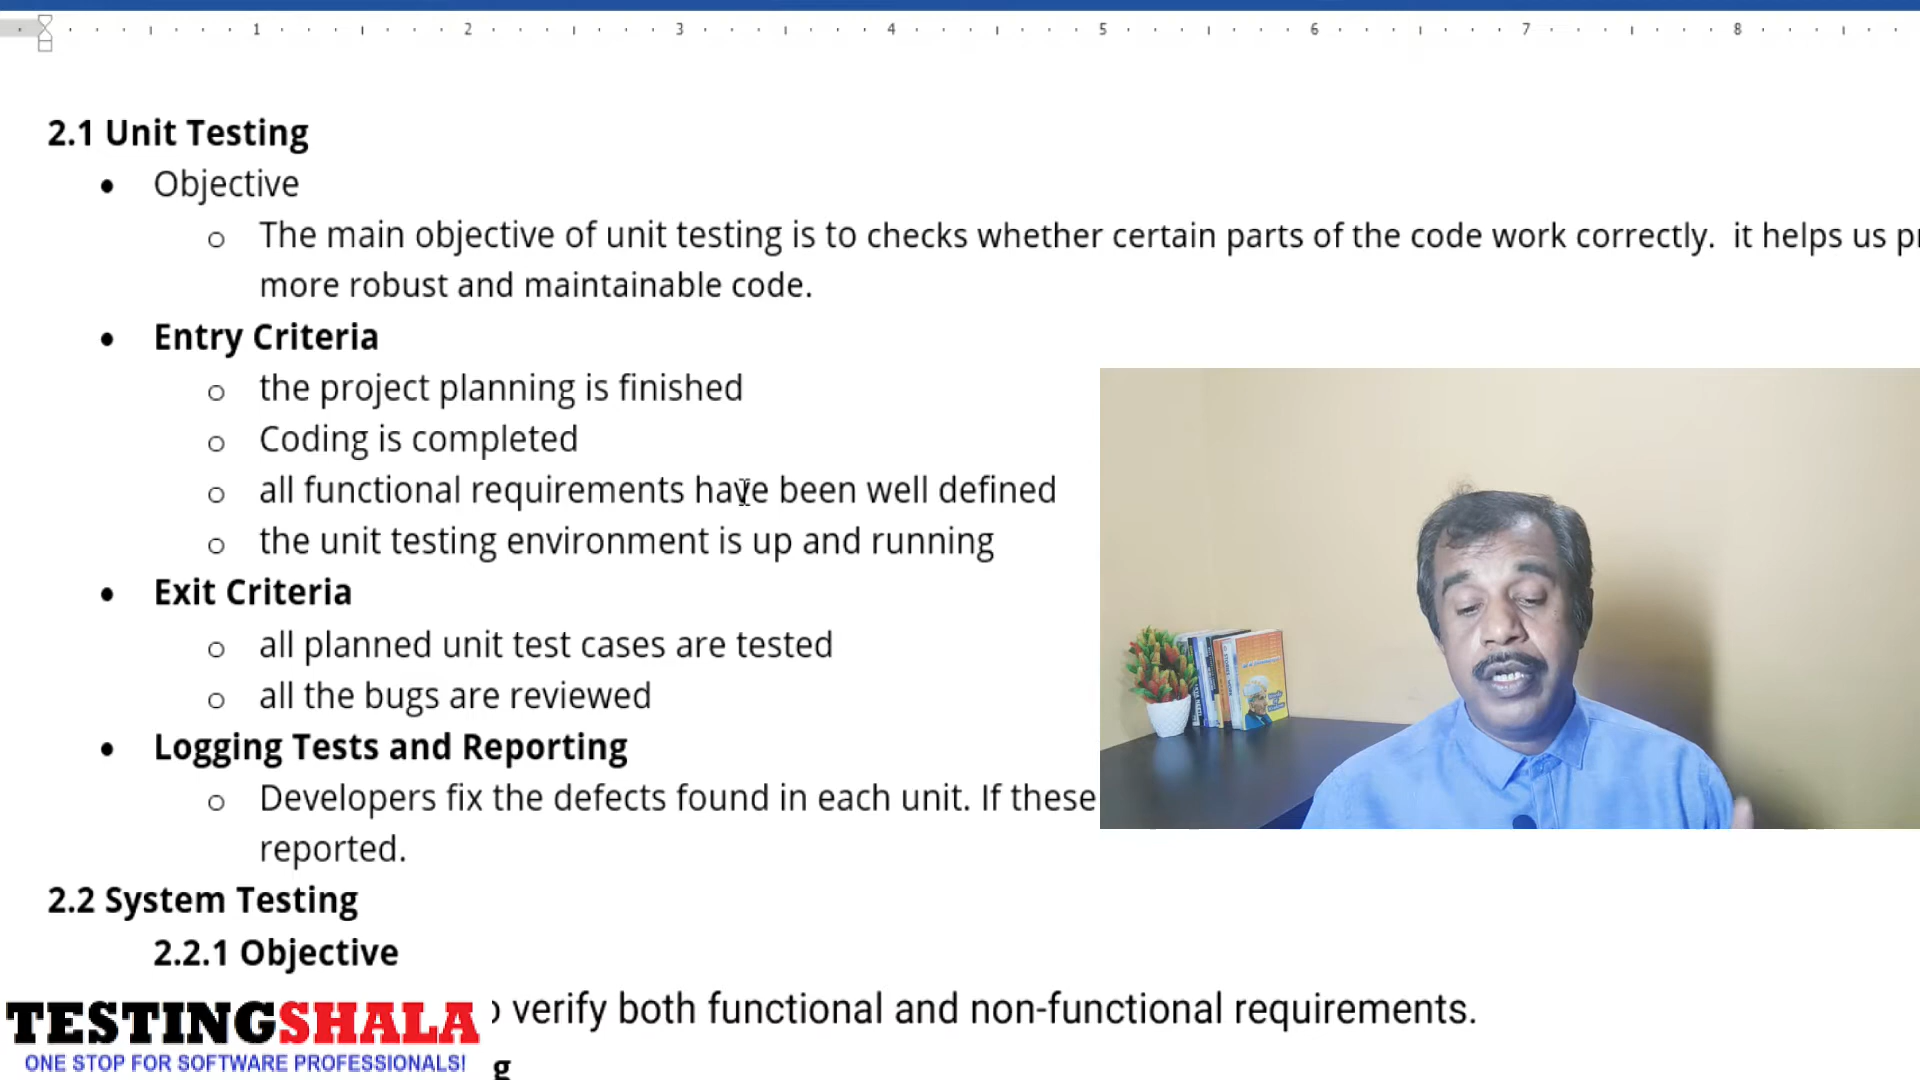 1 2 3 4 5 6 7 8
2.1 Unit Testing
• Objective
o The main objective of unit testing is to checks whether certain parts of the code work correctly. it helps us
more robust and maintainable code.
• Entry Criteria
o the project planning is finished
o Coding is completed
o all functional requirements have been well defined
o the unit testing environment is up and running
• Exit Criteria
o all planned unit test cases are tested
o all the bugs are reviewed
• Logging Tests and Reporting
o Developers fix the defects found in each unit. If these
reported.
2.2 System Testing
2.2.1 Objective
verify both functional and non-functional requirements.
TESTINGSHALA
ONE STOP FOR SOFTWARE PROFESSIONALS!
g